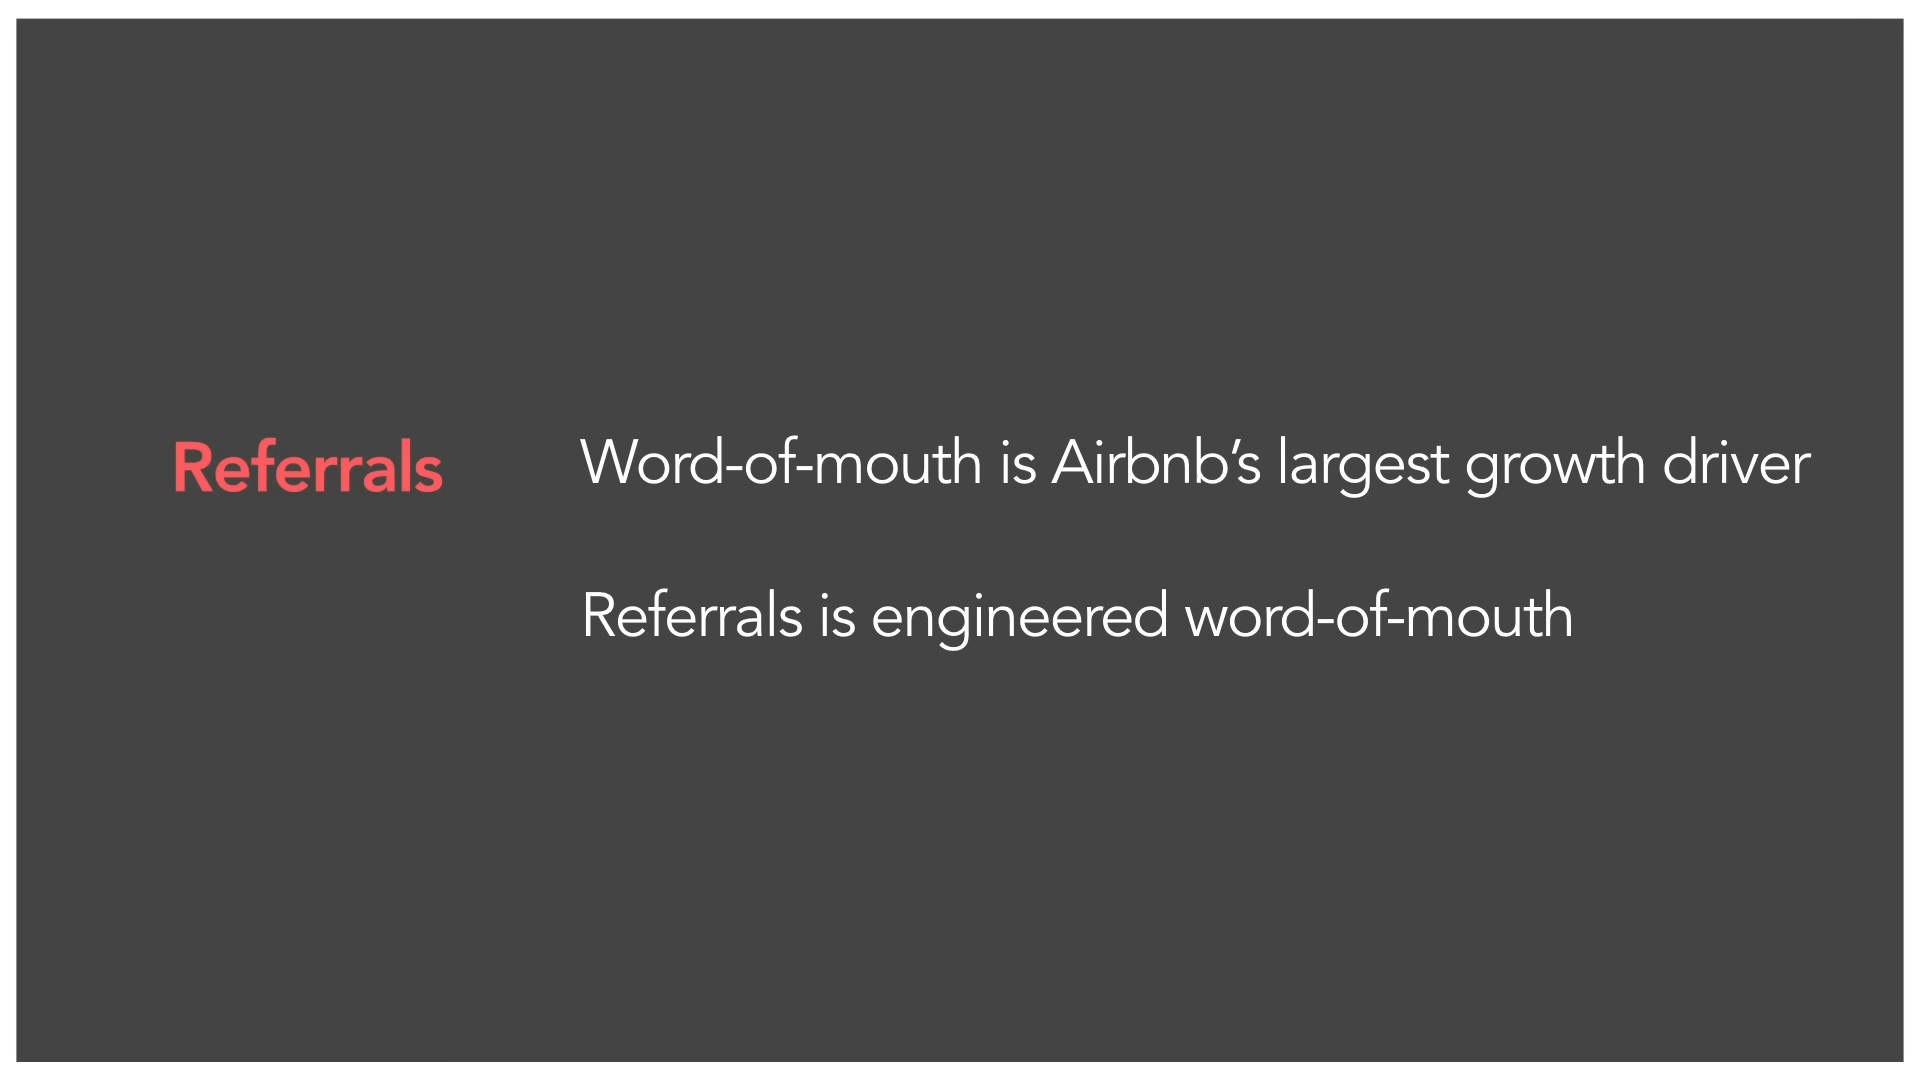 Referrals
Word-of-mouth is Airbnb’s largest growth driver
Referrals is engineered word-of-mouth